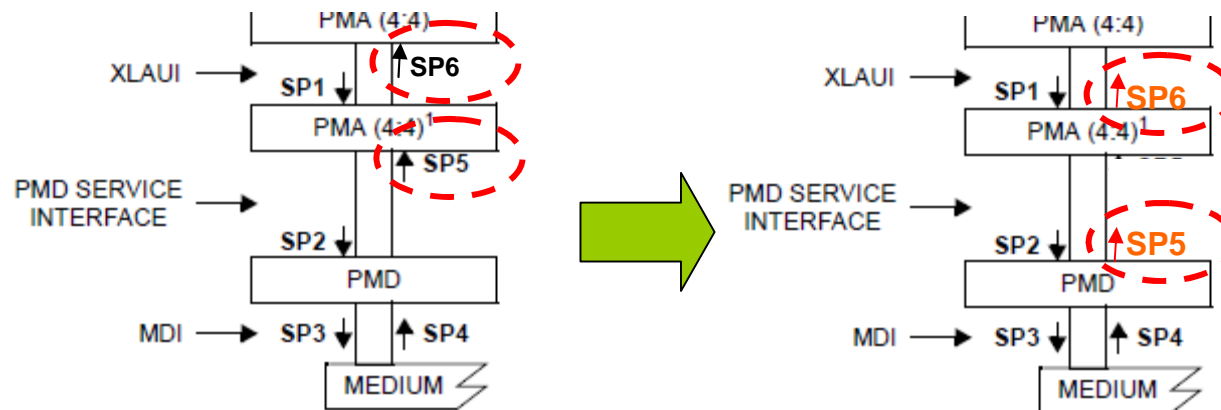 PMA (4:4)
XLAUI
SP1
SP6
PMA (4:4)1
SP5
PMD SERVICE
INTERFACE
SP2
PMD
MDI
SP3
SP4
MEDIUM
PMA (4:4)
XLAUI
SP1
SP6
PMA (4:4)1
PMD SERVICE
INTERFACE
SP2
SP5
PMD
MDI
SP3
SP4
MEDIUM